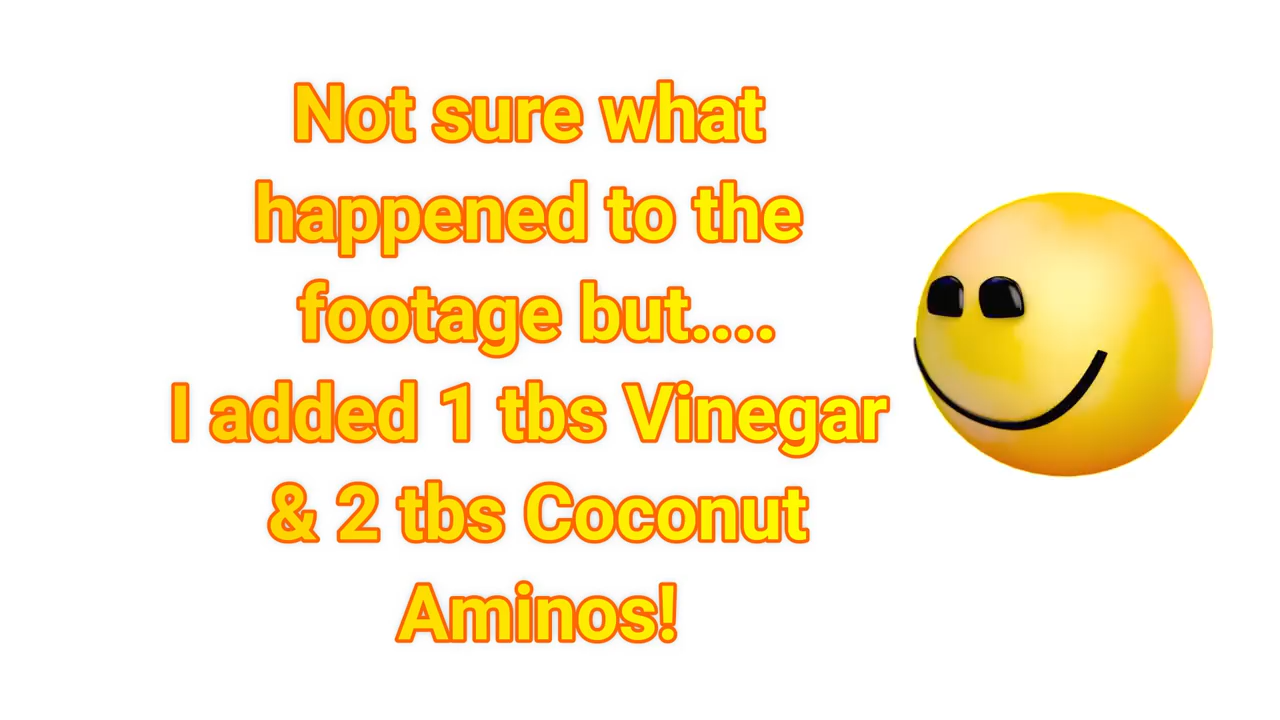 Not sure what
happened to the
footage but....
I added 1 tbs Vinegar
& 2 tbs Coconut
Aminos!